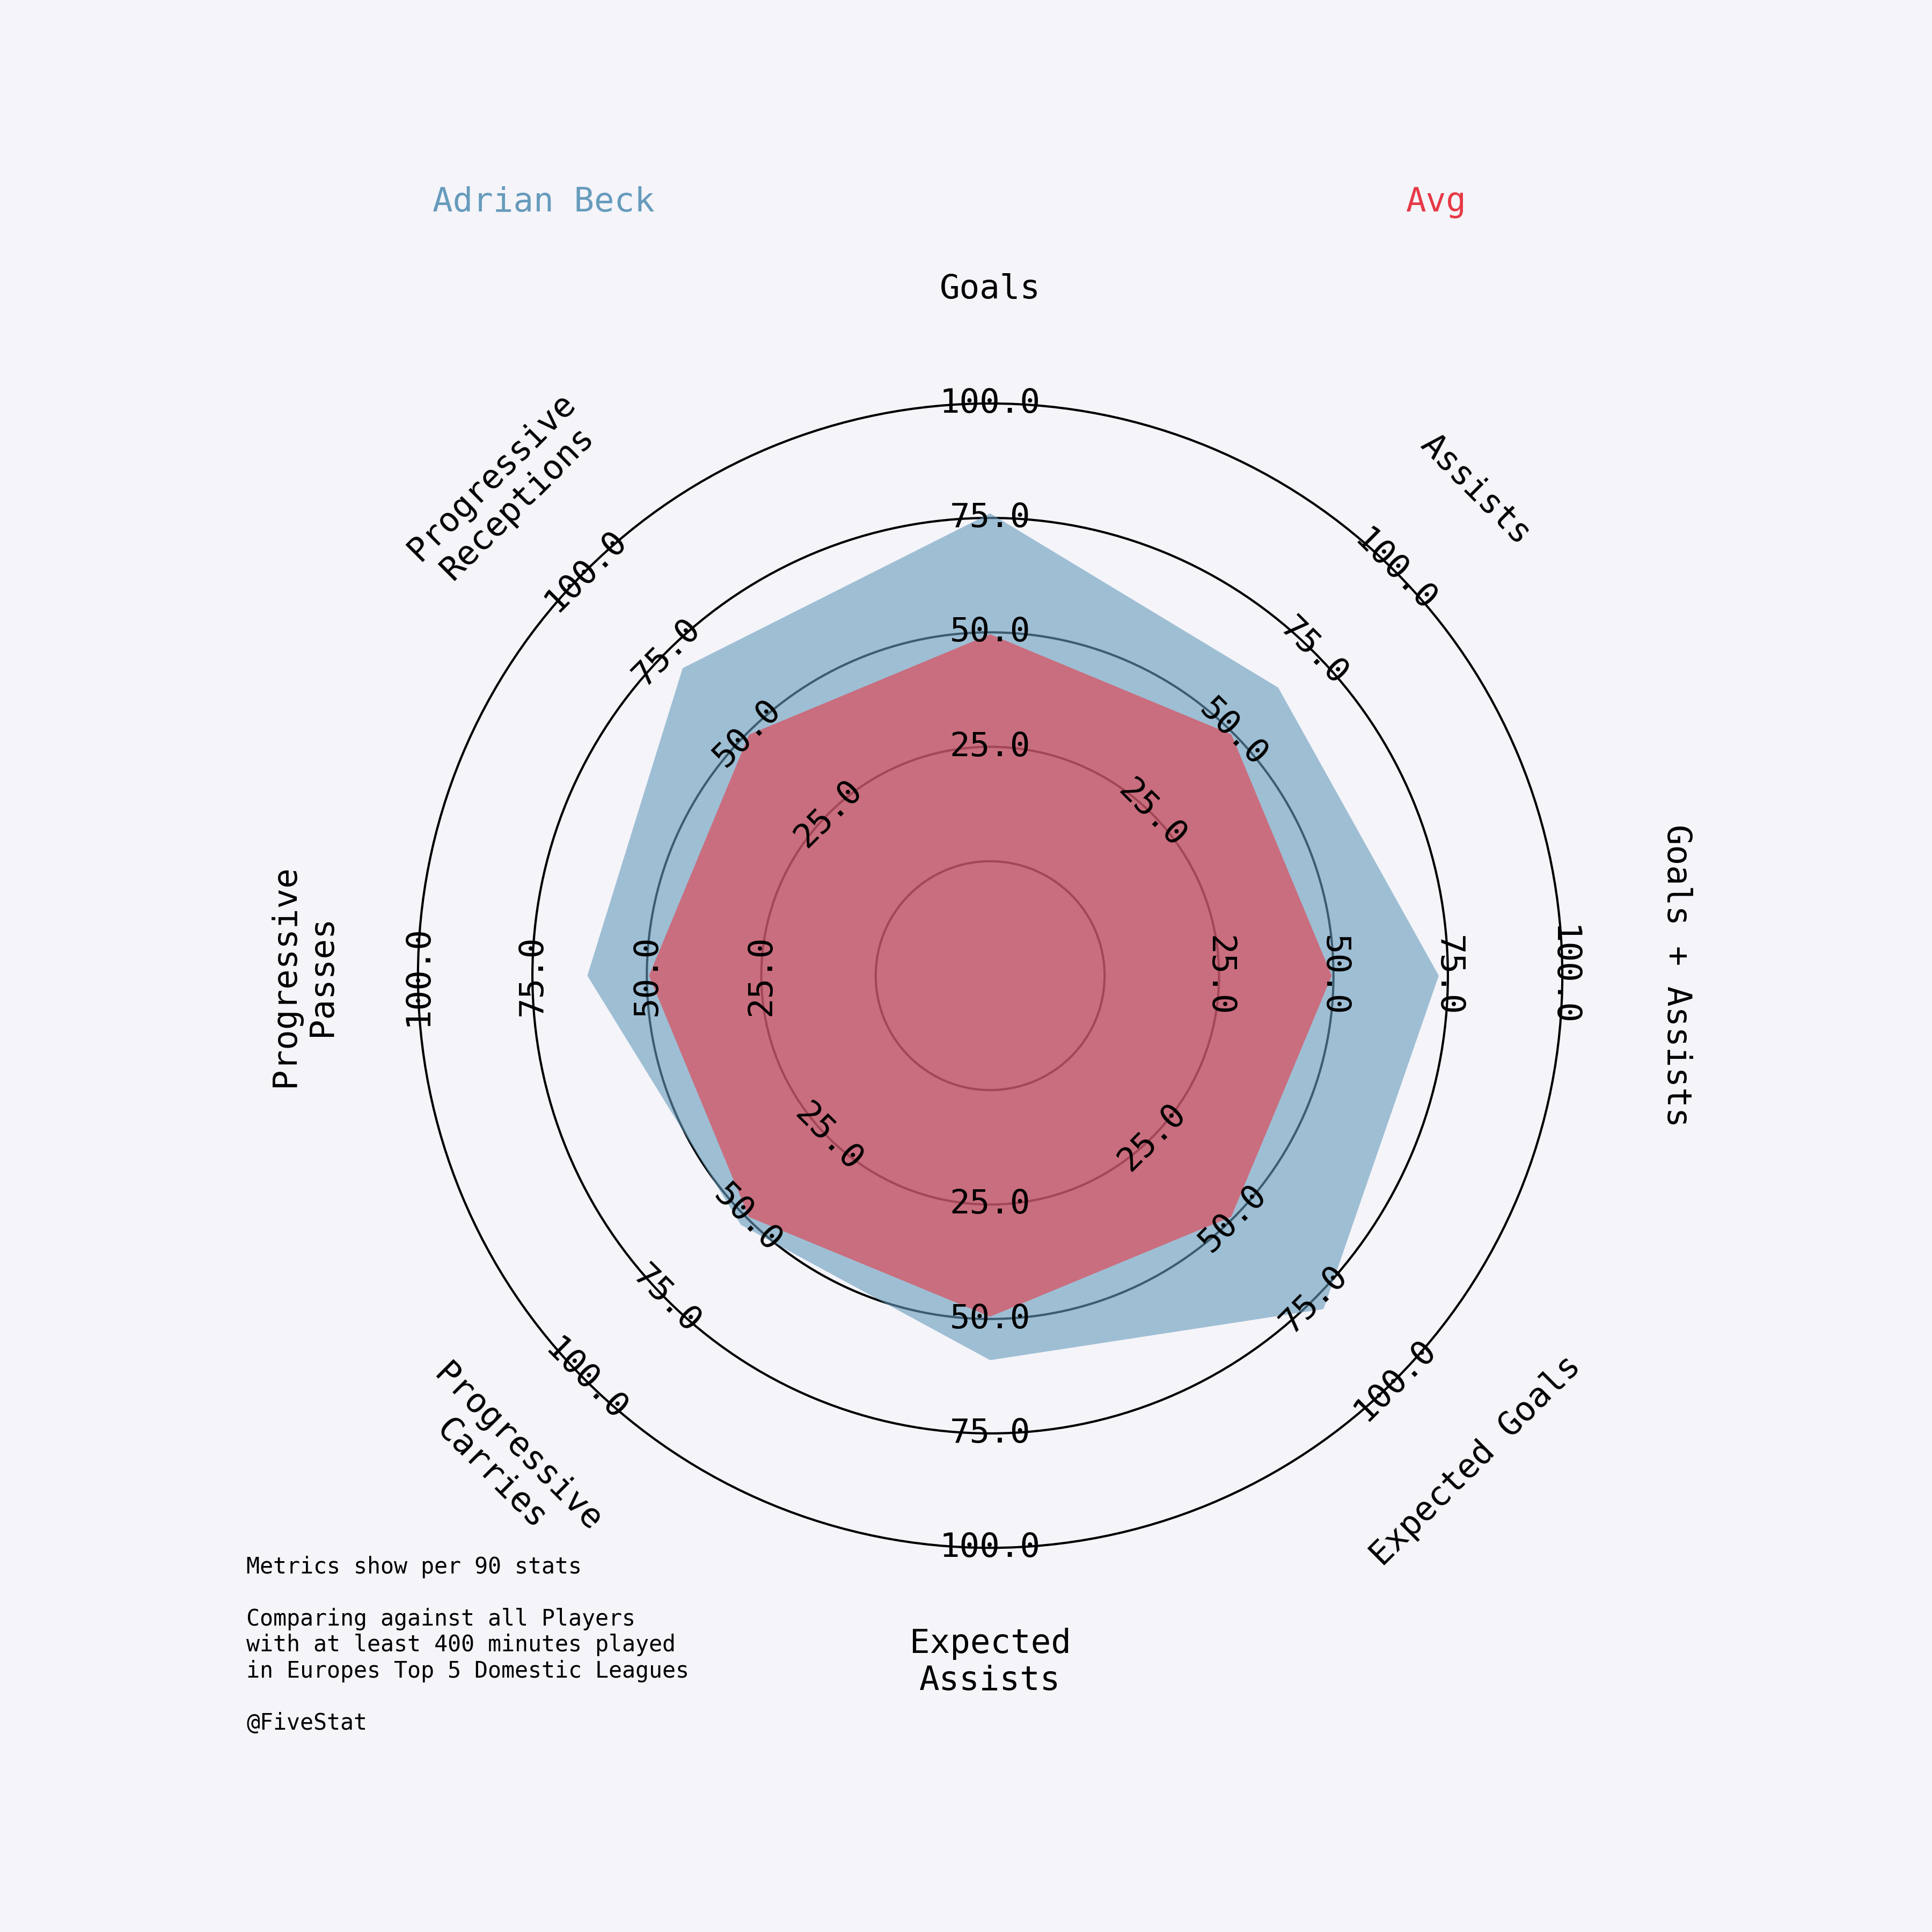 Adrian Beck
Avg
Goals
Assists
Goals + Assists
Expected Goals
Expected
Assists
Progressive
Carries
Progressive
Passes
Progressive
Receptions
25.0
50.0
75.0
100.0
25.0
50.0
75.0
100.0
25.0
50.0
75.0
100.0
25.0
50.0
75.0
100.0
25.0
50.0
75.0
100.0
25.0
50.0
75.0
100.0
25.0
50.0
75.0
100.0
25.0
50.0
75.0
100.0
Metrics show per 90 stats
Comparing against all Players
with at least 400 minutes played
in Europes Top 5 Domestic Leagues
@FiveStat